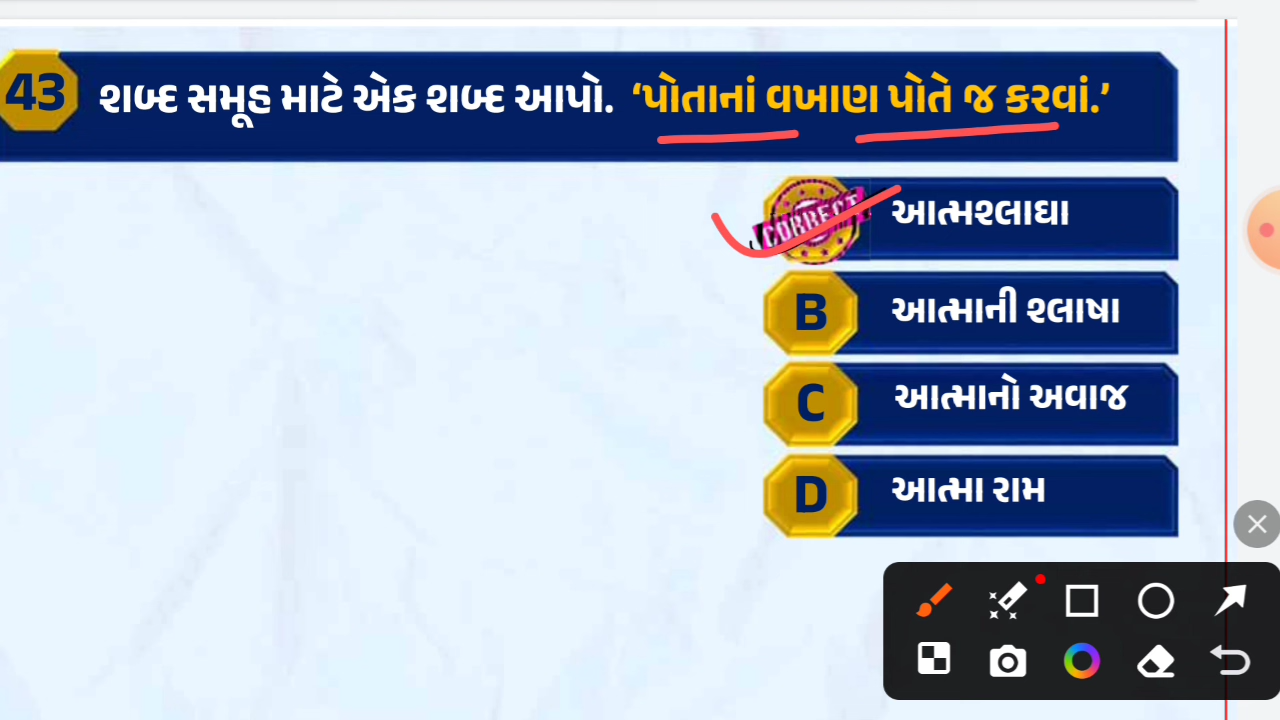 43 શબ્દ સમૂહ માટે એક શબ્દ આપો. ‘પોતાનાં વખાણ પોતે જ કરવાં.’
CORRECT આત્મશ્લાઘા
B આત્માની શ્લાષા
C આત્માનો અવાજ
D આત્મા રામ